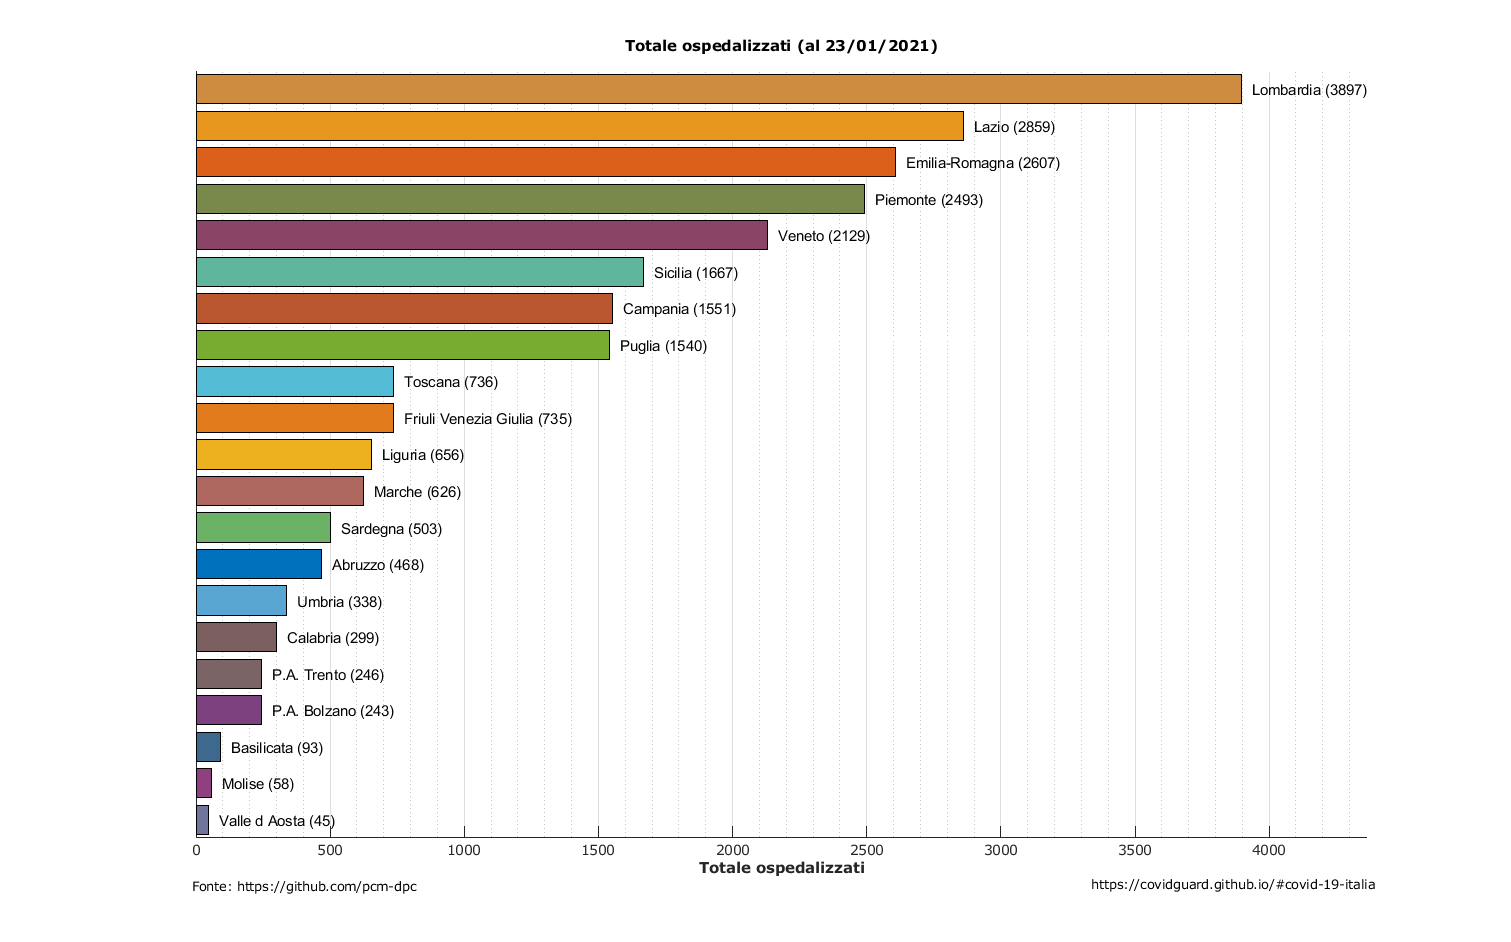 Totale ospedalizzati (al 23/01/2021)
Lombardia (3897)
Lazio (2859)
Emilia-Romagna (2607)
Piemonte (2493)
Veneto (2129)
Sicilia (1667)
Campania (1551)
Puglia (1540)
Toscana (736)
Friuli Venezia Giulia (735)
Liguria (656)
Marche (626)
Sardegna (503)
Abruzzo (468)
Umbria (338)
Calabria (299)
P.A. Trento (246)
P.A. Bolzano (243)
Basilicata (93)
Molise (58)
Valle d Aosta (45)
0 500 1000 1500 2000 2500 3000 3500 4000
Totale ospedalizzati
Fonte: https://github.com/pcm-dpc
https://covidguard.github.io/#covid-19-italia